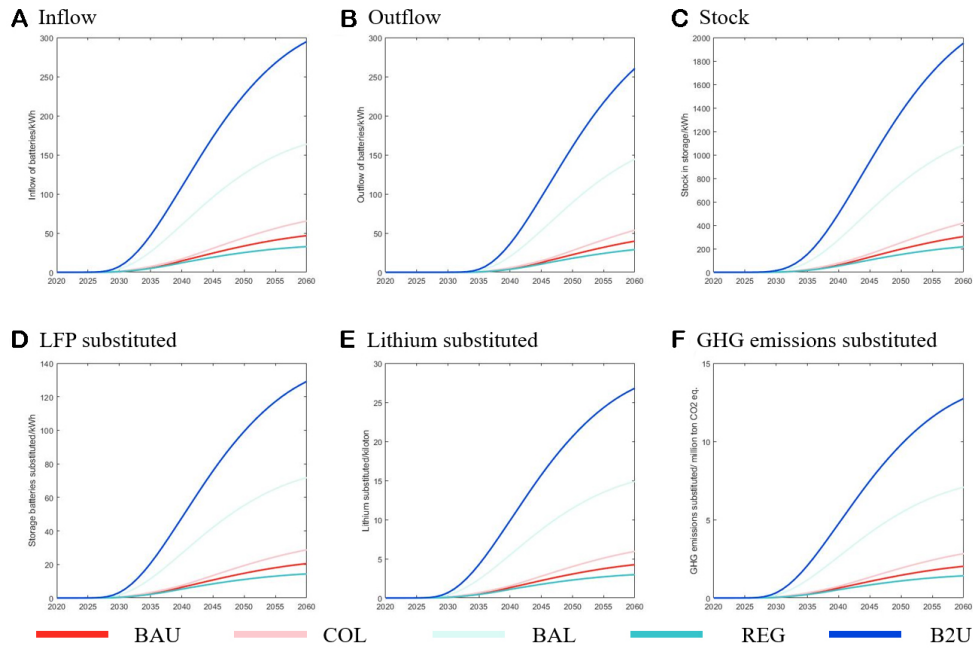 A Inflow
B Outflow
C Stock
300
250
200
150
100
50
0
Inflow of batteries/kWh
2020 2025 2030 2035 2040 2045 2050 2055 2060
300
250
200
150
100
50
0
Outflow of batteries/kWh
2020 2025 2030 2035 2040 2045 2050 2055 2060
2000
1800
1600
1400
1200
1000
800
600
400
200
0
Stock in storage/kWh
2020 2025 2030 2035 2040 2045 2050 2055 2060
D LFP substituted
E Lithium substituted
F GHG emissions substituted
140
120
100
80
60
40
20
0
Storage batteries substituted/kWh
2020 2025 2030 2035 2040 2045 2050 2055 2060
30
25
20
15
10
5
0
Lithium substituted/kiloton
2020 2025 2030 2035 2040 2045 2050 2055 2060
15
10
5
0
GHG emissions substituted/ million ton CO2 eq.
2020 2025 2030 2035 2040 2045 2050 2055 2060
BAU COL BAL REG B2U